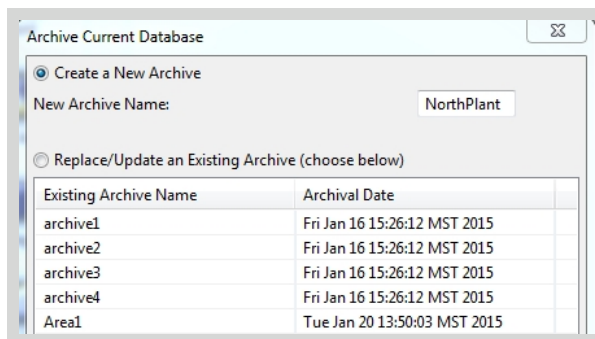 Archive Current Database
Create a New Archive
New Archive Name: NorthPlant
Replace/Update an Existing Archive (choose below)
Existing Archive Name Archival Date
archive1 Fri Jan 16 15:26:12 MST 2015
archive2 Fri Jan 16 15:26:12 MST 2015
archive3 Fri Jan 16 15:26:12 MST 2015
archive4 Fri Jan 16 15:26:12 MST 2015
Area1 Tue Jan 20 13:50:03 MST 2015